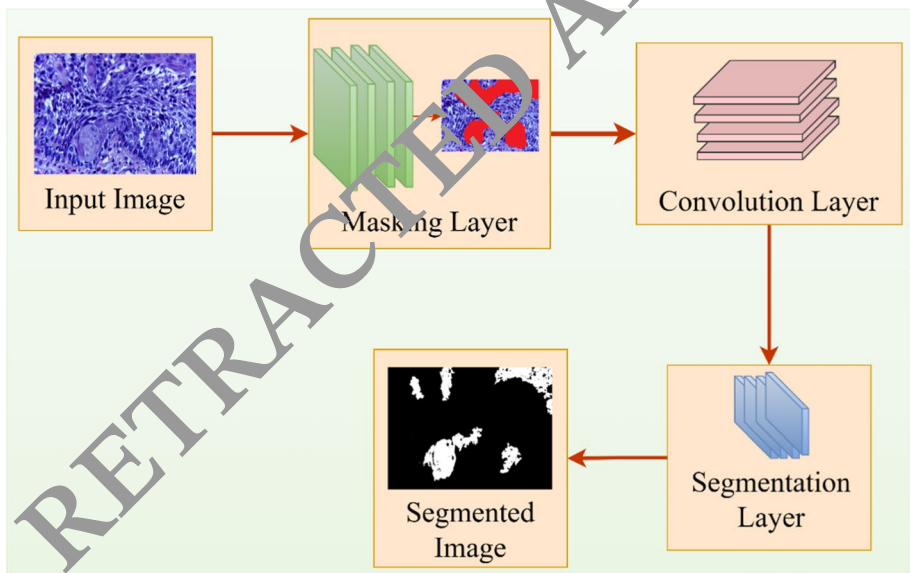 Input Image
Masking Layer
Convolution Layer
Segmentation
Layer
Segmented
Image
RETRACTED A